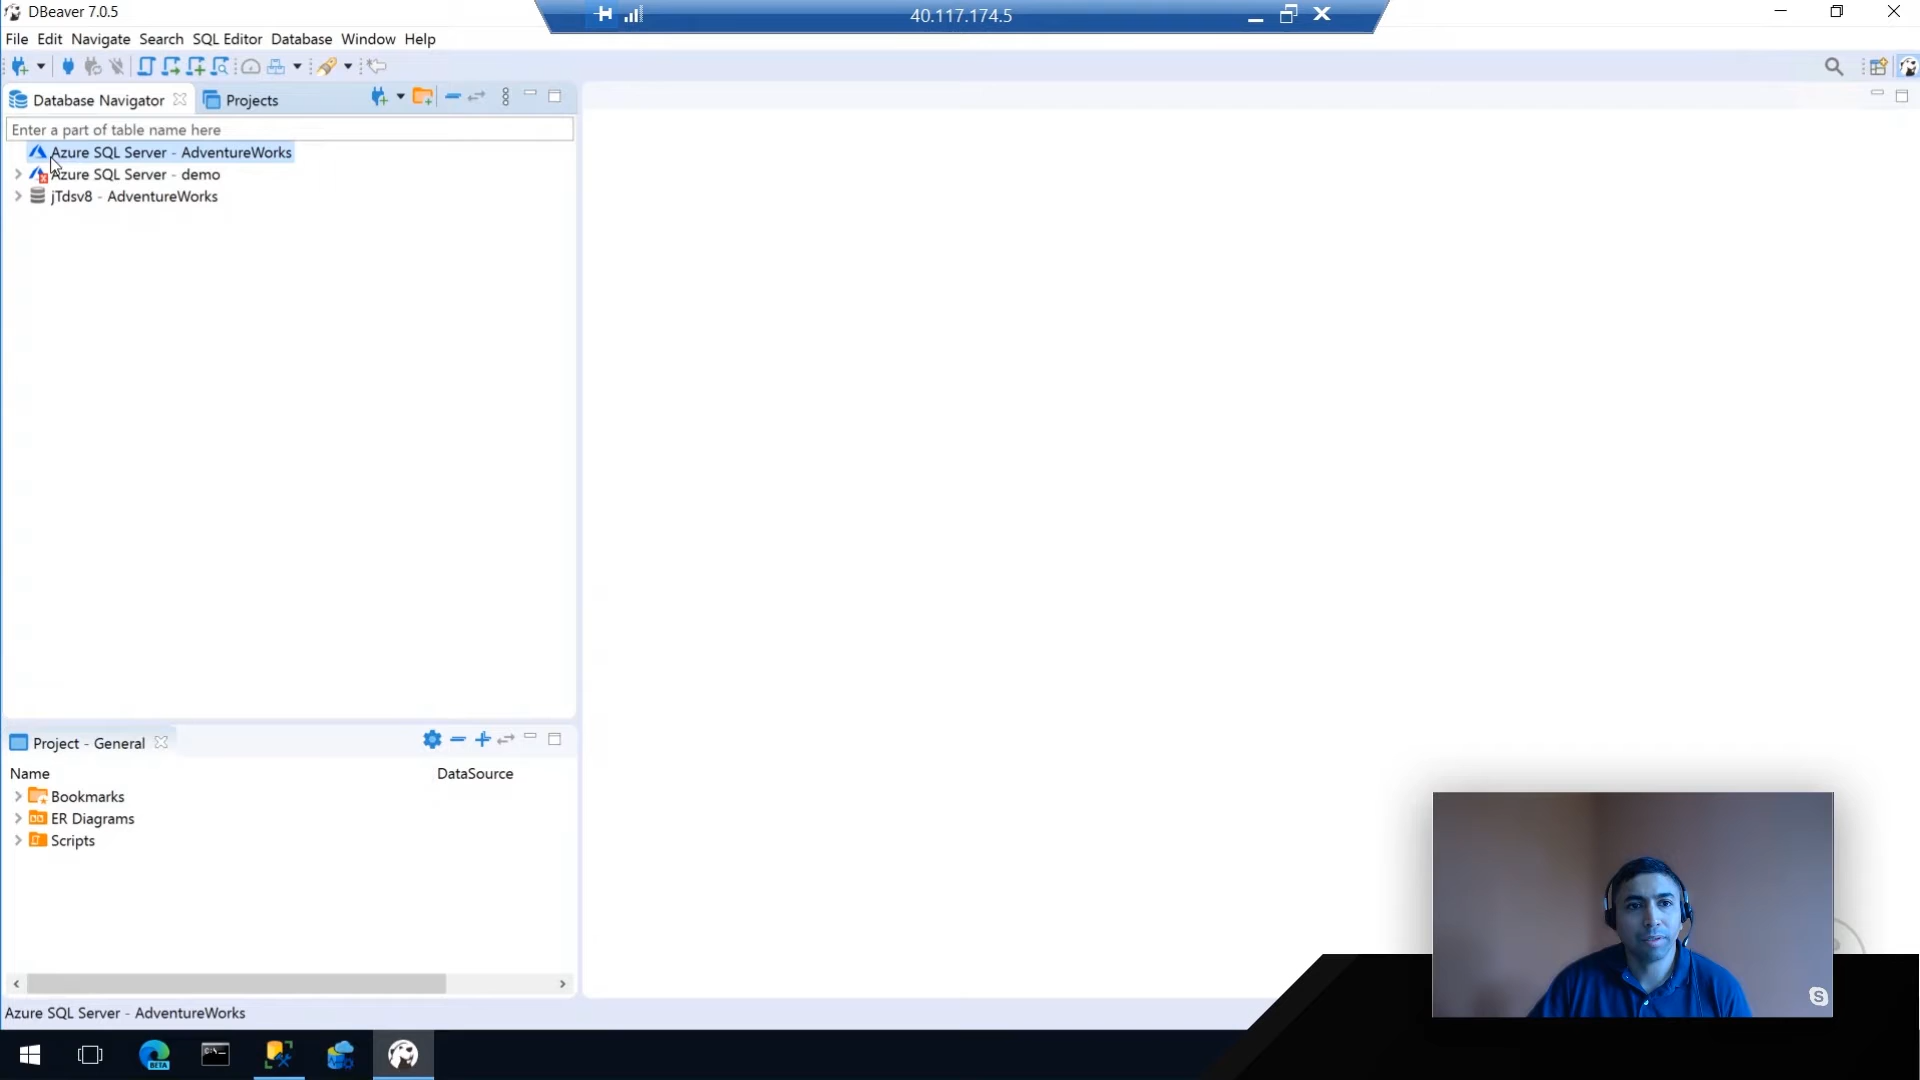 DBeaver 7.0.5
40.117.174.5
File Edit Navigate Search SQL Editor Database Window Help
Database Navigator Projects
Enter a part of table name here
Azure SQL Server - AdventureWorks
Azure SQL Server - demo
jTdsv8 - AdventureWorks
Project - General
Name DataSource
Bookmarks
ER Diagrams
Scripts
Azure SQL Server - AdventureWorks
BETA